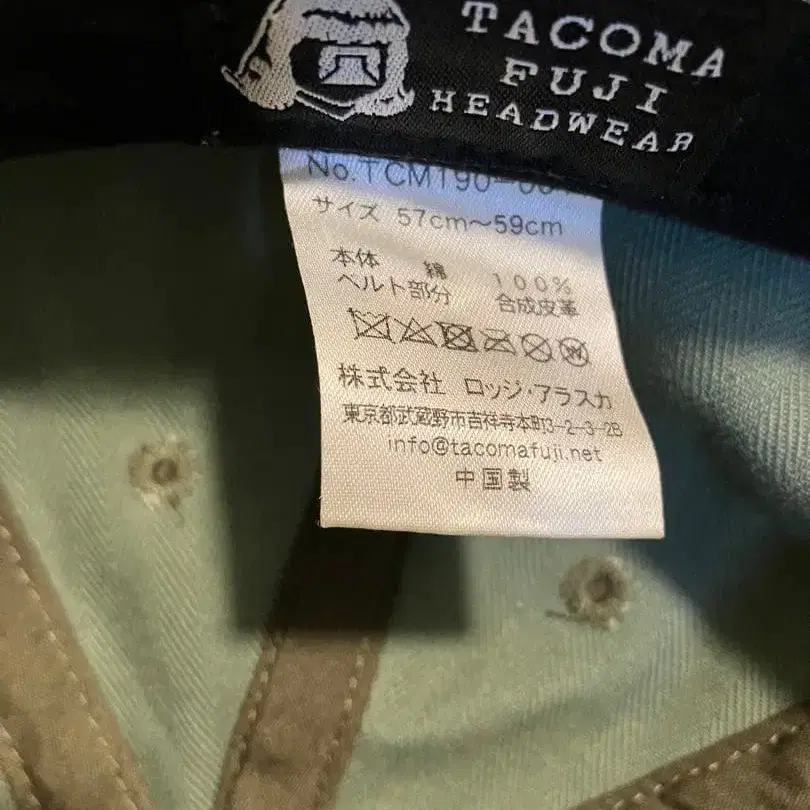 TACOMA
FUJI
HEADWEAR
No.TCM190-
サイズ 57cm～59cm
本体 綿 100%
ベルト部分 合成皮革
株式会社 ロッジ・アラスカ
東京都武蔵野市吉祥寺本町3-2-3-2B
info@tacomafuji.net
中国製